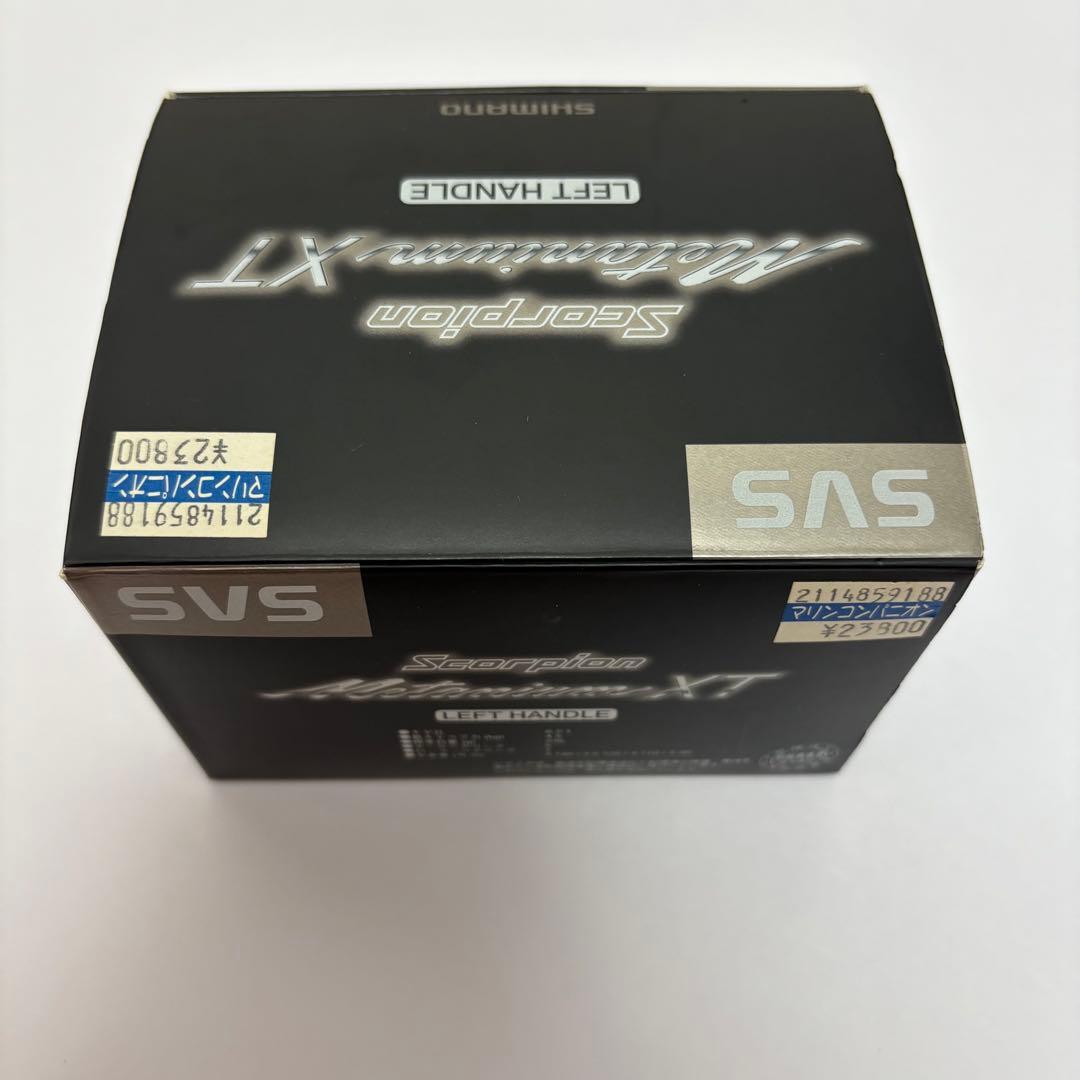 SHIMANO
LEFT HANDLE
Metanium XT
Scorpion
¥23800
マリンコンパニオン
2114859188
SVS
SVS
2114859188
マリンコンパニオン
¥23800
Scorpion
Metanium XT
LEFT HANDLE